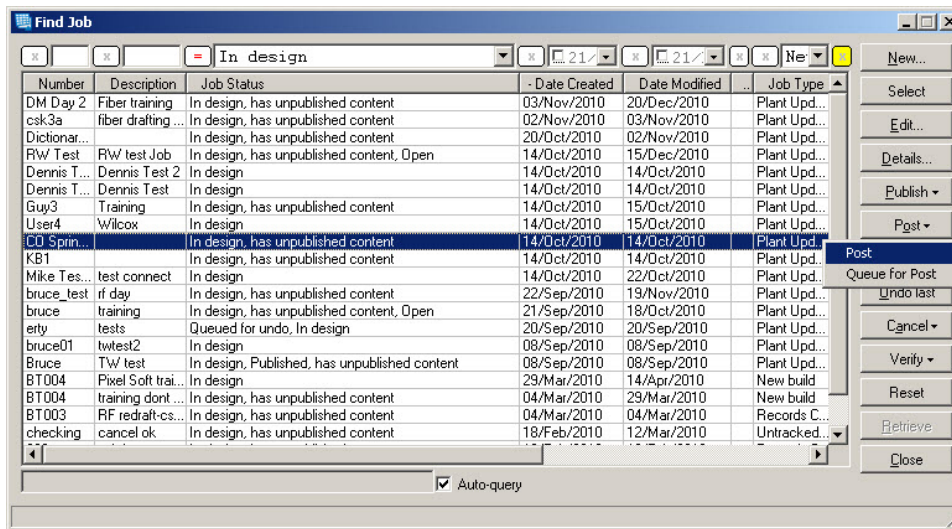 Find Job
x x = In design x 21/ x 21/ x x Ne x
Number Description Job Status - Date Created Date Modified .. Job Type
DM Day 2 Fiber training In design, has unpublished content 03/Nov/2010 20/Dec/2010 Plant Upd...
csk3a fiber drafting ... In design, has unpublished content 02/Nov/2010 03/Nov/2010 Plant Upd...
Dictionar... In design, has unpublished content 20/Oct/2010 02/Nov/2010 Plant Upd...
RW Test RW test Job In design, has unpublished content, Open 14/Oct/2010 15/Dec/2010 Plant Upd...
Dennis T... Dennis Test 2 In design 14/Oct/2010 14/Oct/2010 Plant Upd...
Dennis T... Dennis Test In design 14/Oct/2010 14/Oct/2010 Plant Upd...
Guy3 Training In design, has unpublished content 14/Oct/2010 15/Oct/2010 Plant Upd...
User4 Wilcox In design 14/Oct/2010 15/Oct/2010 Plant Upd...
CO Sprin... In design, has unpublished content 14/Oct/2010 14/Oct/2010 Plant Upd...
KB1 In design, has unpublished content 14/Oct/2010 14/Oct/2010 Plant Upd...
Mike Tes... test connect In design 14/Oct/2010 22/Oct/2010 Plant Upd...
bruce_test rf day In design, has unpublished content 22/Sep/2010 19/Nov/2010 Plant Upd...
bruce training In design, has unpublished content, Open 21/Sep/2010 18/Oct/2010 Plant Upd...
erty tests Queued for undo, In design 20/Sep/2010 20/Sep/2010 Plant Upd...
bruce01 twtest2 In design 08/Sep/2010 08/Sep/2010 Plant Upd...
Bruce TW test In design, Published, has unpublished content 08/Sep/2010 08/Sep/2010 Plant Upd...
BT004 Pixel Soft trai... In design 29/Mar/2010 14/Apr/2010 New build
BT004 training dont ... In design, has unpublished content 04/Mar/2010 29/Mar/2010 New build
BT003 RF redraft-cs... In design, has unpublished content 04/Mar/2010 04/Mar/2010 Records C...
checking cancel ok In design, has unpublished content 18/Feb/2010 12/Mar/2010 Untracked...
Auto-query
New...
Select
Edit...
Details...
Publish
Post
Post
Queue for Post
Undo last
Cancel
Verify
Reset
Retrieve
Close